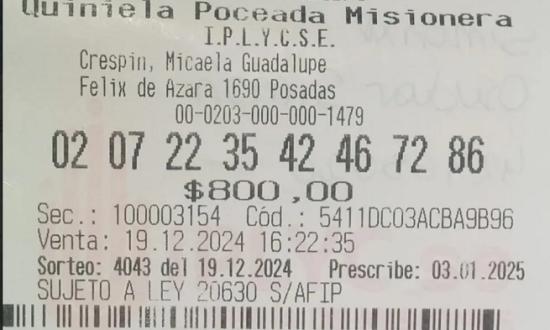 Quiniela Poceada Misionera
I.P.L.Y.C.S.E.
Crespin, Micaela Guadalupe
Felix de Azara 1690 Posadas
00-0203-000-000-1479
02 07 22 35 42 46 72 86
$800,00
Sec.: 100003154 Cód.: 5411DC03ACBA9B96
Venta: 19.12.2024 16:22:35
Sorteo: 4043 del 19.12.2024 Prescribe: 03.01.2025
SUJETO A LEY 20630 S/AFIP